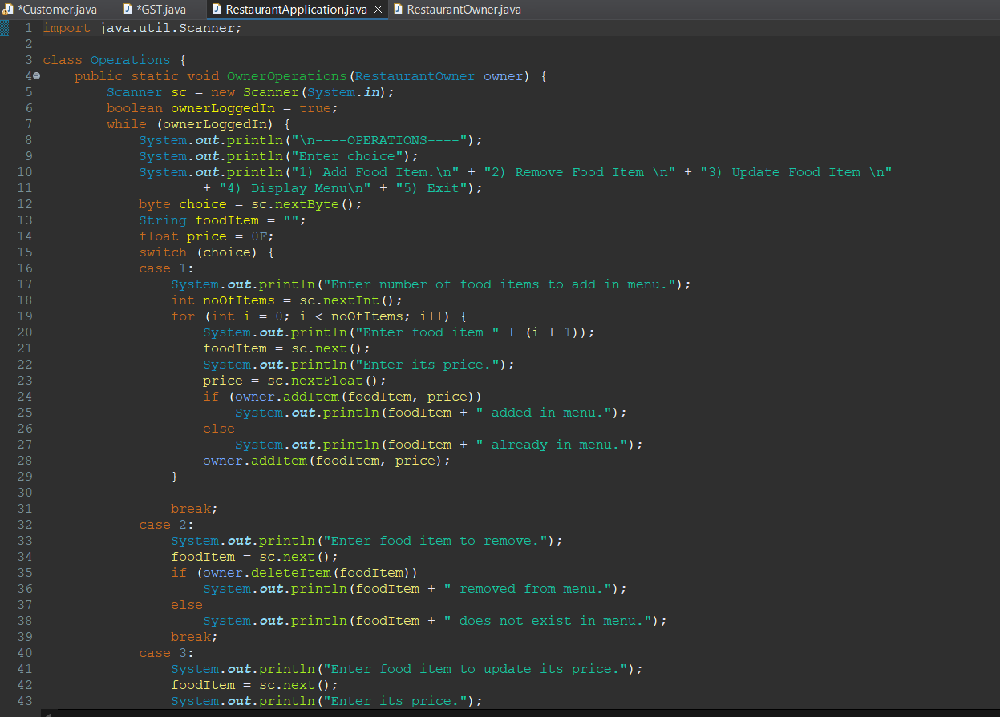 *Customer.java *GST.java RestaurantApplication.java RestaurantOwner.java
1 import java.util.Scanner;
2
3 class Operations {
4 public static void OwnerOperations(RestaurantOwner owner) {
5 Scanner sc = new Scanner(System.in);
6 boolean ownerLoggedIn = true;
7 while (ownerLoggedIn) {
8 System.out.println("\n----OPERATIONS----");
9 System.out.println("Enter choice");
10 System.out.println("1) Add Food Item.\n" + "2) Remove Food Item \n" + "3) Update Food Item \n"
11 + "4) Display Menu\n" + "5) Exit");
12 byte choice = sc.nextByte();
13 String foodItem = "";
14 float price = 0F;
15 switch (choice) {
16 case 1:
17 System.out.println("Enter number of food items to add in menu.");
18 int noOfItems = sc.nextInt();
19 for (int i = 0; i < noOfItems; i++) {
20 System.out.println("Enter food item " + (i + 1));
21 foodItem = sc.next();
22 System.out.println("Enter its price.");
23 price = sc.nextFloat();
24 if (owner.addItem(foodItem, price))
25 System.out.println(foodItem + " added in menu.");
26 else
27 System.out.println(foodItem + " already in menu.");
28 owner.addItem(foodItem, price);
29 }
30
31 break;
32 case 2:
33 System.out.println("Enter food item to remove.");
34 foodItem = sc.next();
35 if (owner.deleteItem(foodItem))
36 System.out.println(foodItem + " removed from menu.");
37 else
38 System.out.println(foodItem + " does not exist in menu.");
39 break;
40 case 3:
41 System.out.println("Enter food item to update its price.");
42 foodItem = sc.next();
43 System.out.println("Enter its price.");